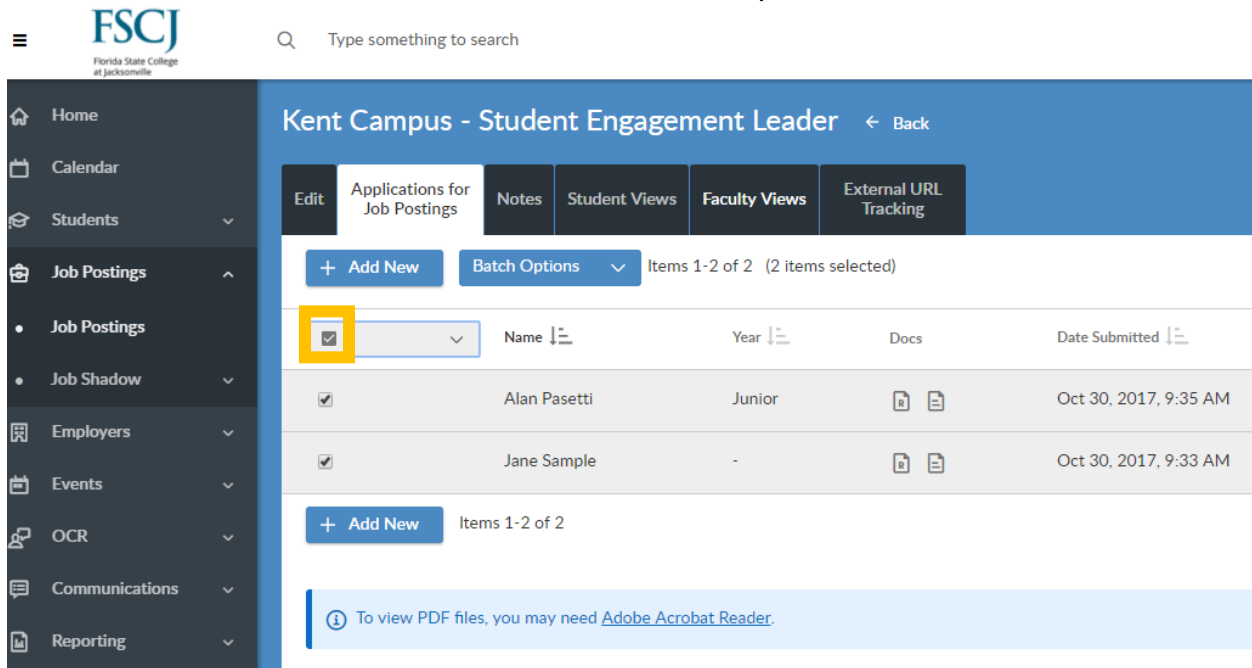 FSCJ
Florida State College
at Jacksonville
Type something to search
Home
Calendar
Students
Job Postings
Job Postings
Job Shadow
Employers
Events
OCR
Communications
Reporting
Kent Campus - Student Engagement Leader ← Back
Edit
Applications for
Job Postings
Notes
Student Views
Faculty Views
External URL
Tracking
+ Add New
Batch Options
Items 1-2 of 2 (2 items selected)
Name Year Docs Date Submitted
Alan Pasetti Junior Oct 30, 2017, 9:35 AM
Jane Sample - Oct 30, 2017, 9:33 AM
+ Add New Items 1-2 of 2
To view PDF files, you may need Adobe Acrobat Reader.